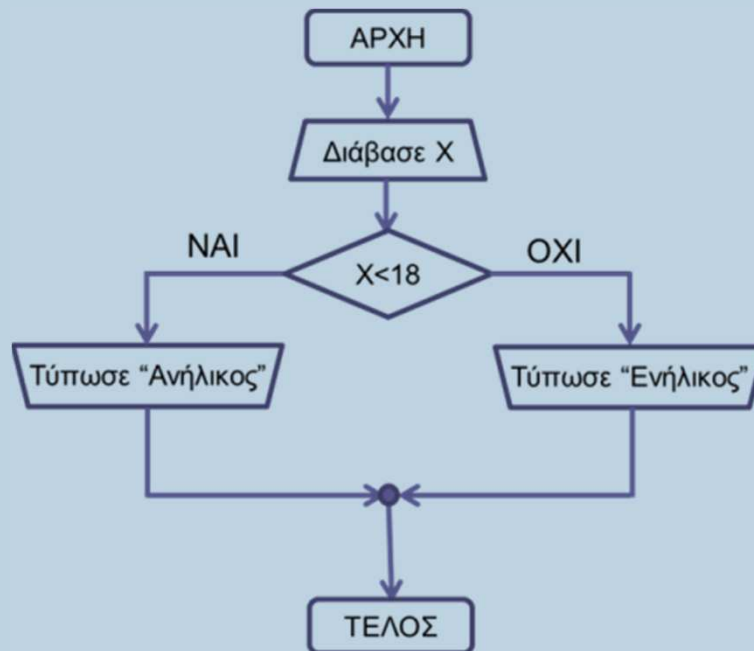 ΑΡΧΗ
Διάβασε Χ
ΝΑΙ
ΟΧΙ
Χ<18
Τύπωσε “Ανήλικος”
Τύπωσε “Ενήλικος”
ΤΕΛΟΣ